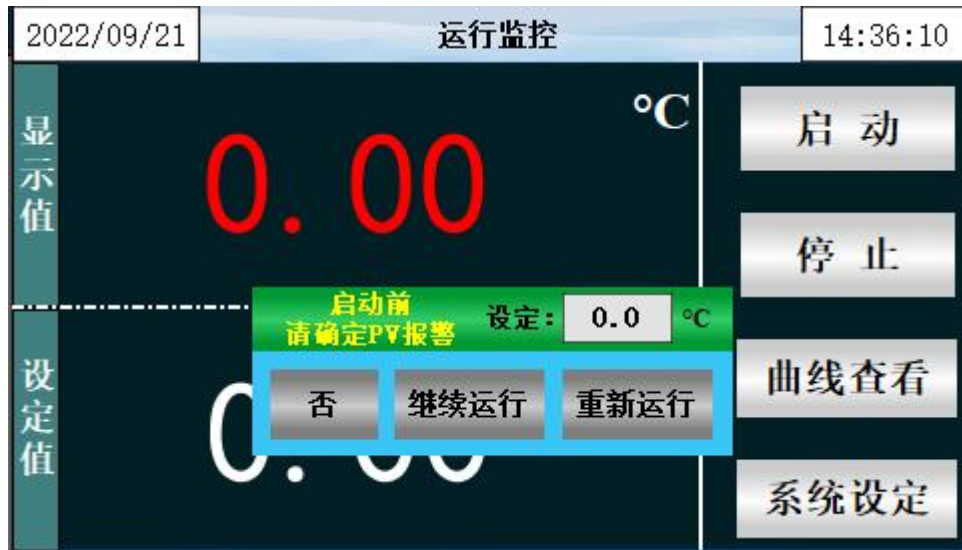 2022/09/21 运行监控 14:36:10
显示值
℃
0.00
启动
停止
启动前
请确定PV报警
设定: 0.0 ℃
否 继续运行 重新运行
设定值
0.00
曲线查看
系统设定